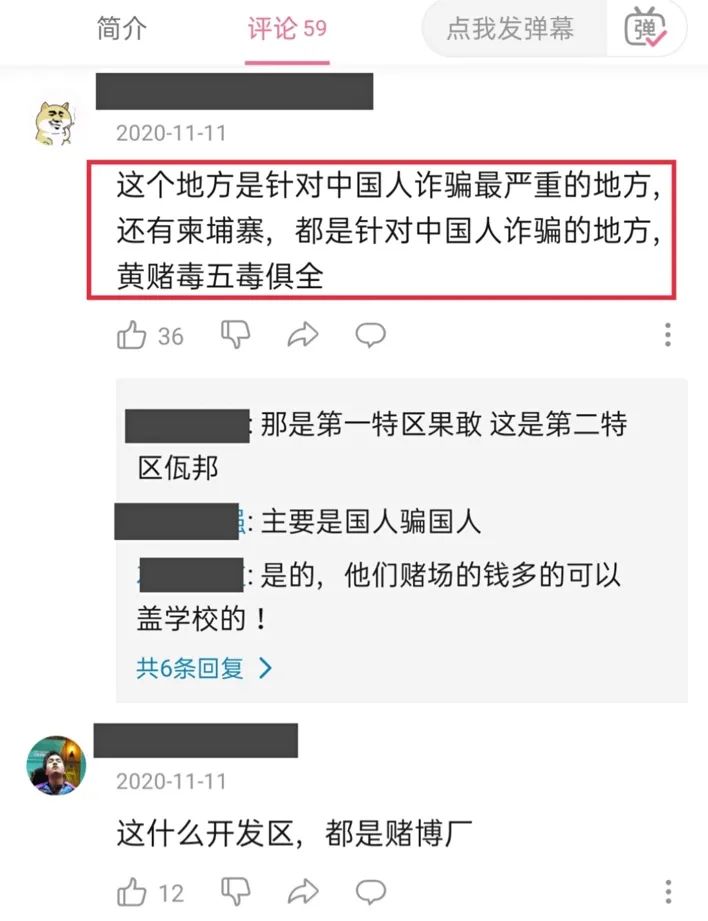 简介
评论 59
点我发弹幕
弹
2020-11-11
这个地方是针对中国人诈骗最严重的地方,
还有柬埔寨，都是针对中国人诈骗的地方,
黄赌毒五毒俱全
36
: 那是第一特区果敢 这是第二特
区佤邦
: 主要是国人骗国人
: 是的，他们赌场的钱多的可以
盖学校的！
共6条回复
2020-11-11
这什么开发区，都是赌博厂
12